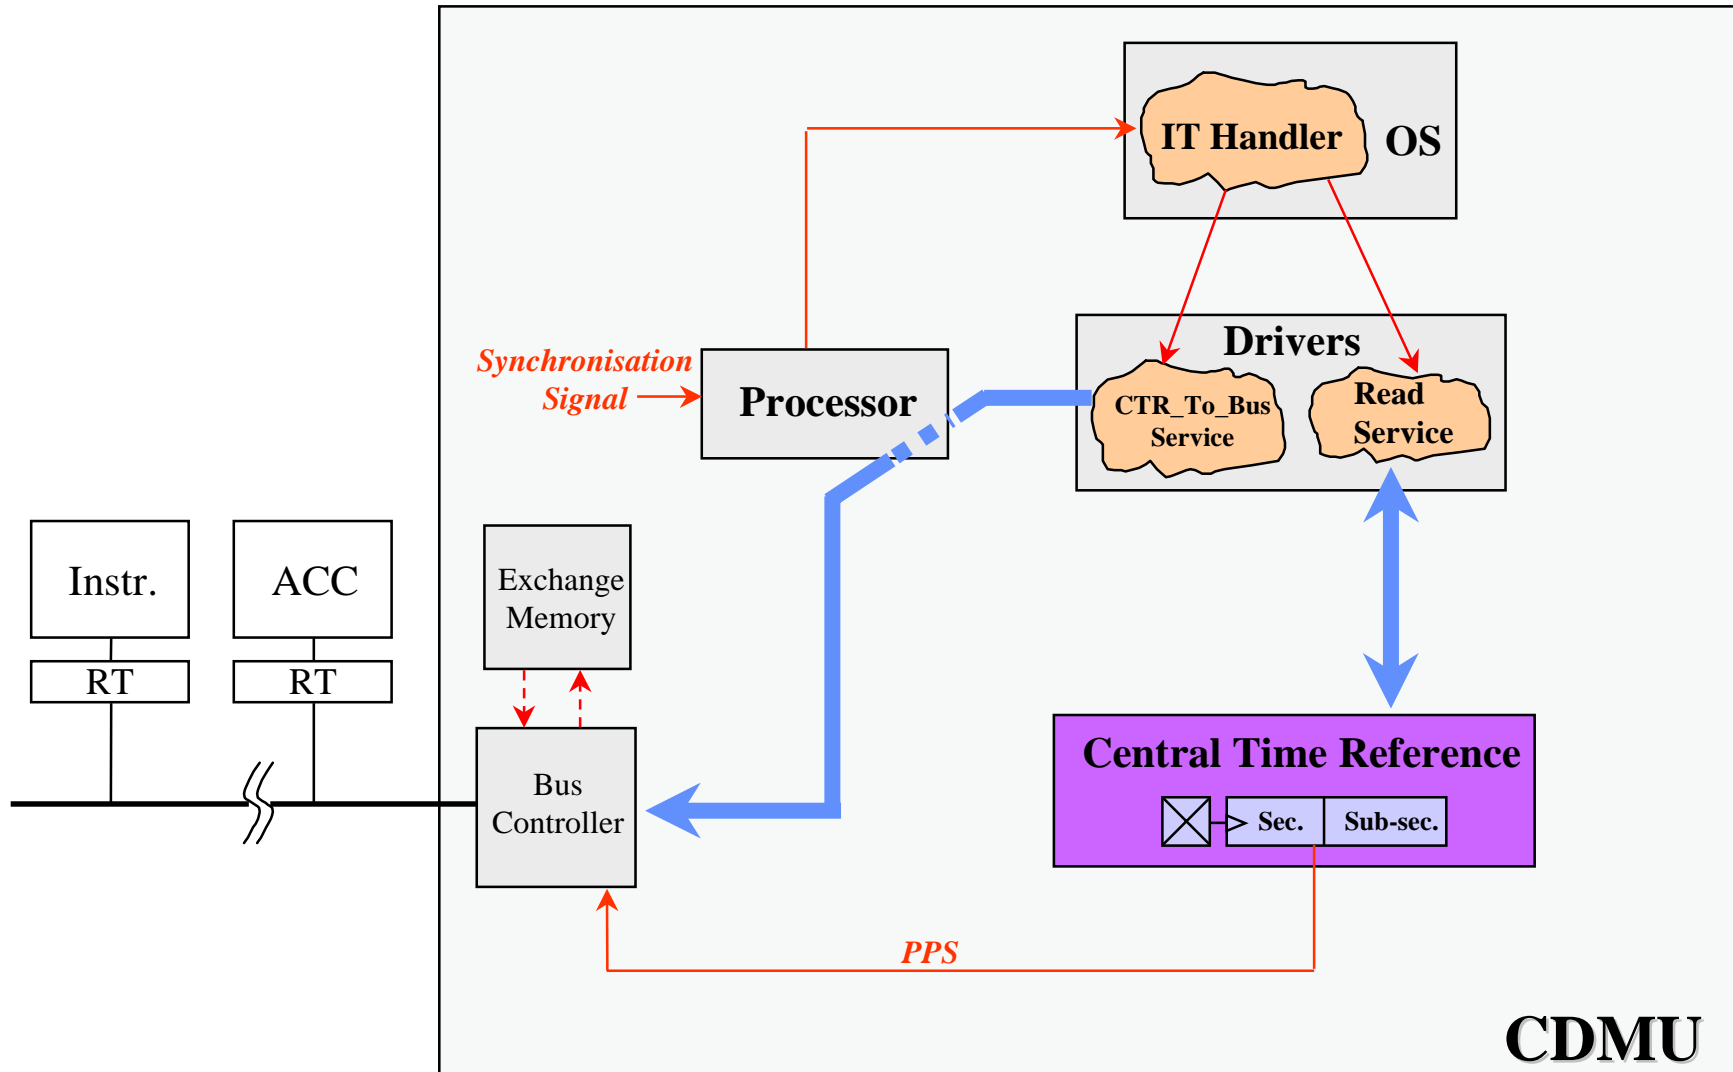 IT Handler
OS
Drivers
CTR_To_Bus
Service
Read
Service
Synchronisation
Signal
Processor
Instr.
ACC
RT
RT
Exchange
Memory
Bus
Controller
Central Time Reference
Sec.
Sub-sec.
PPS
CDMU